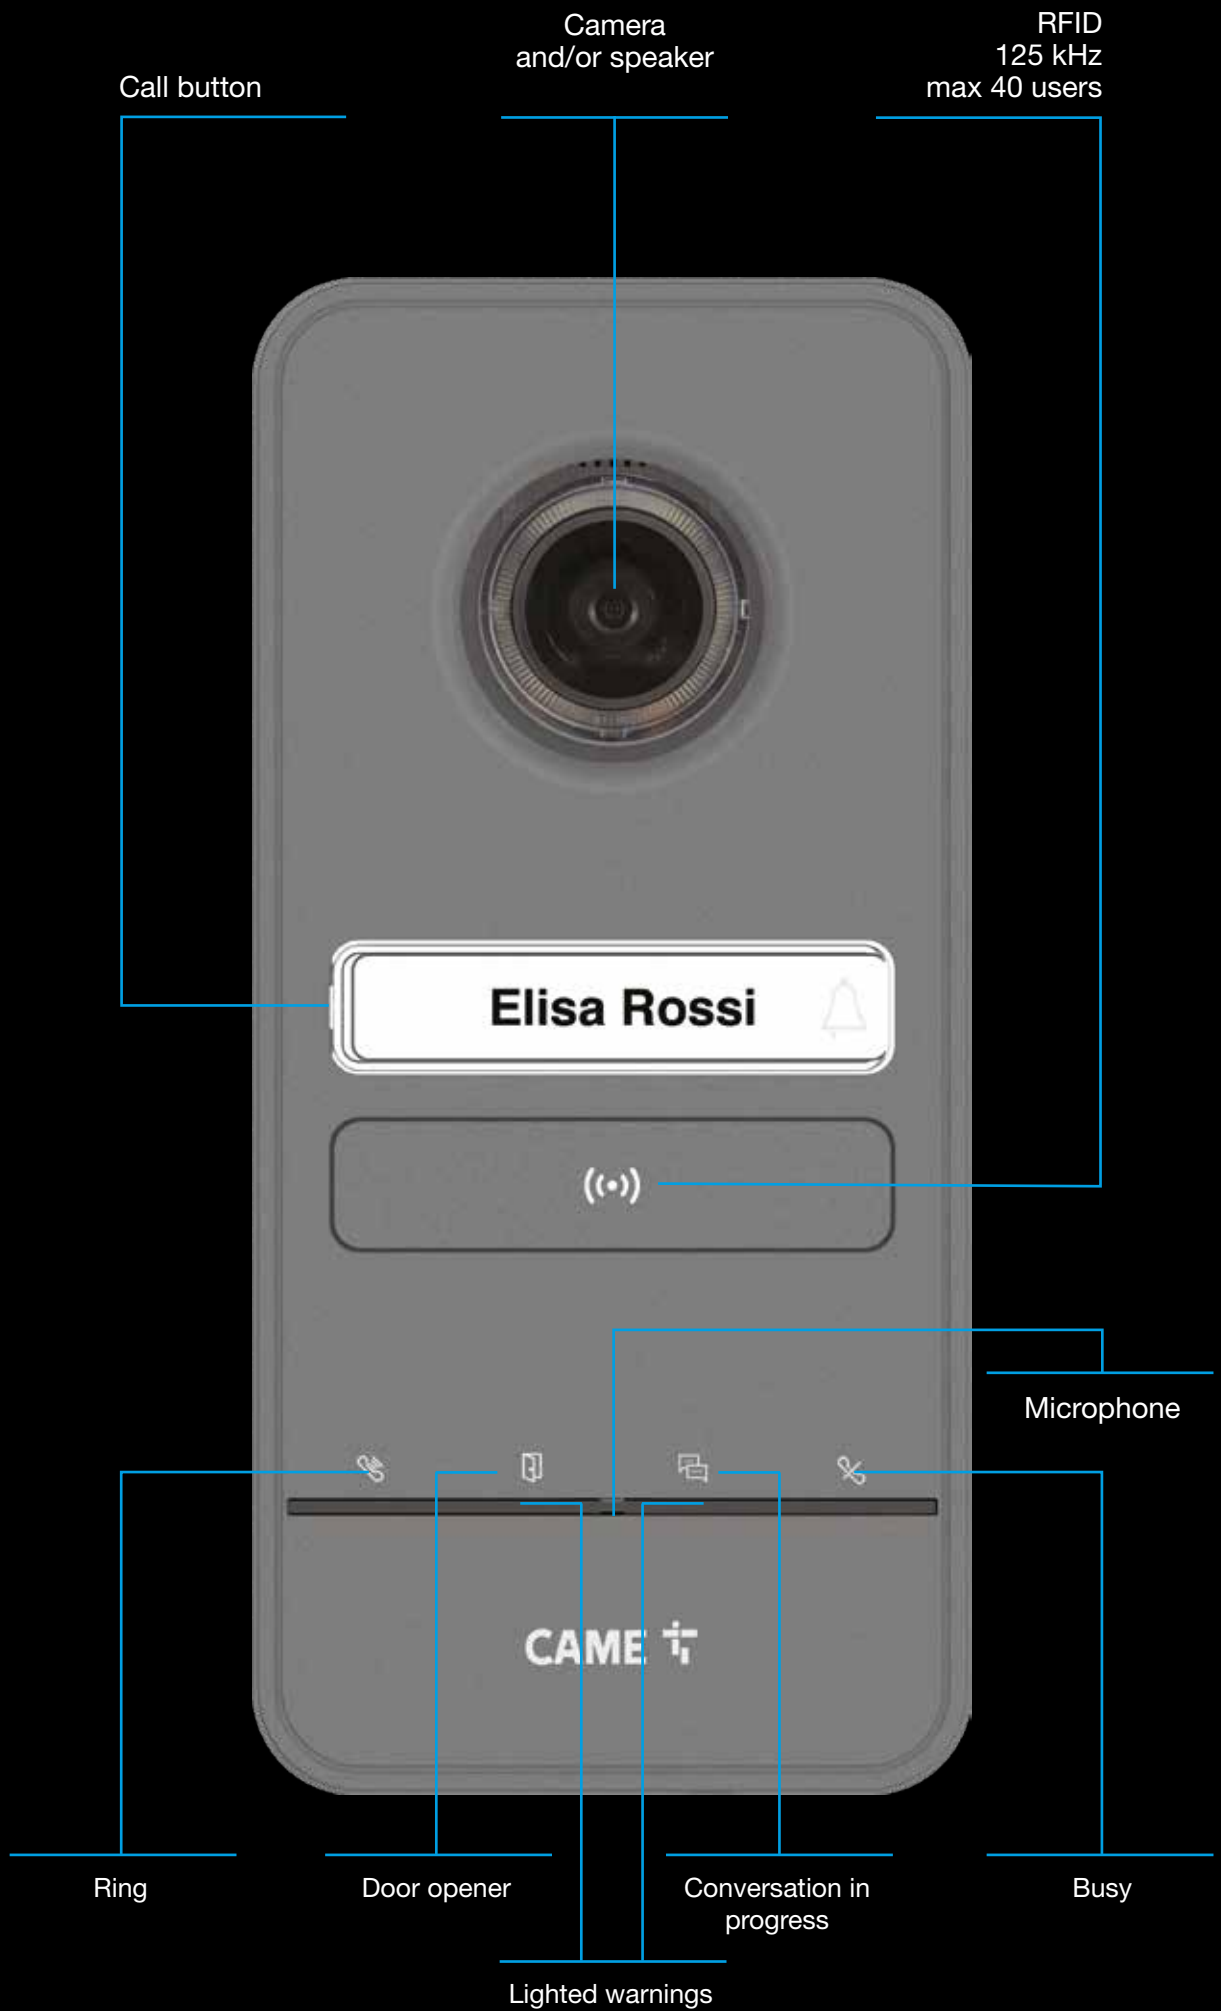 Camera
and/or speaker
RFID
125 kHz
max 40 users
Call button
Elisa Rossi
Microphone
CAME
Ring
Door opener
Conversation in
progress
Busy
Lighted warnings